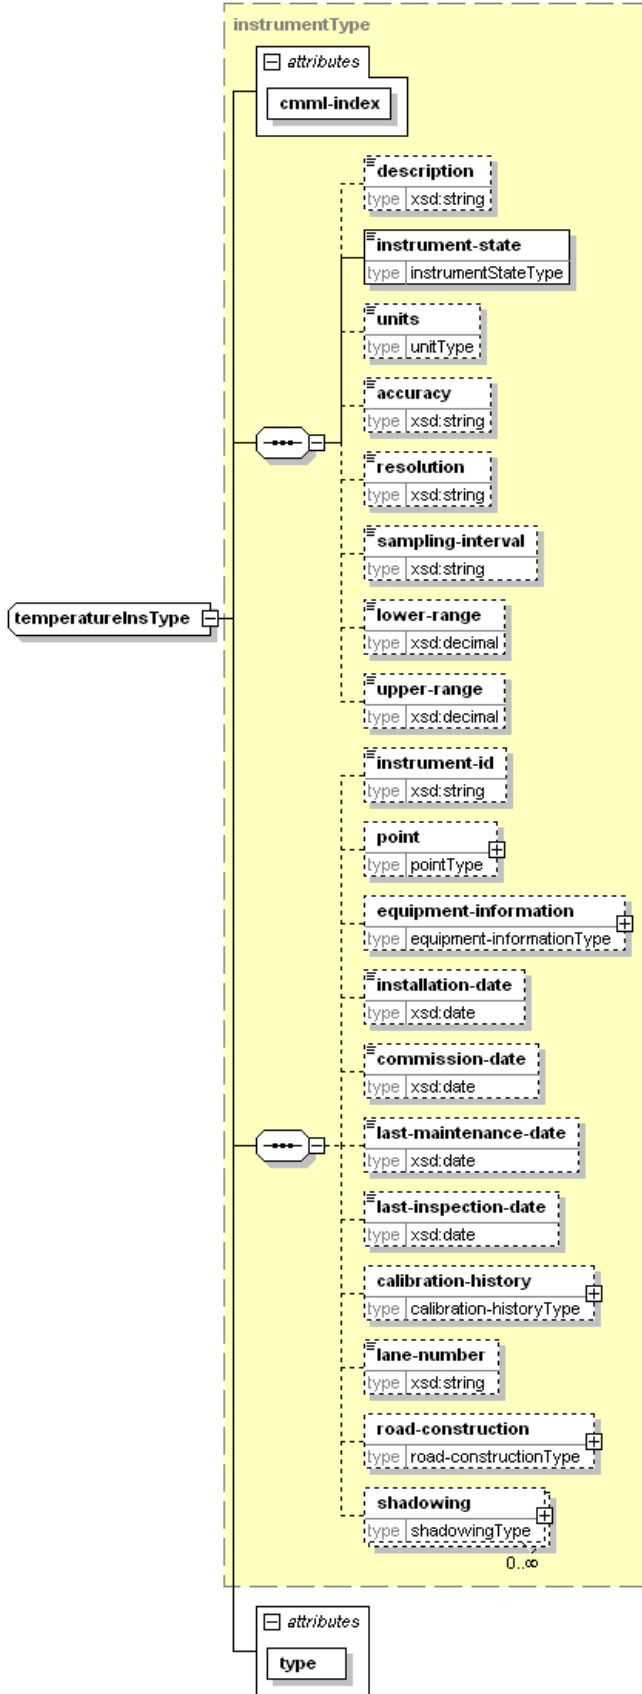 instrumentType
attributes
cmml-index
description
type xsd:string
instrument-state
type instrumentStateType
units
type unitType
accuracy
type xsd:string
resolution
type xsd:string
sampling-interval
type xsd:string
temperatureInsType
lower-range
type xsd:decimal
upper-range
type xsd:decimal
instrument-id
type xsd:string
point
type pointType
equipment-information
type equipment-informationType
installation-date
type xsd:date
commission-date
type xsd:date
last-maintenance-date
type xsd:date
last-inspection-date
type xsd:date
calibration-history
type calibration-historyType
lane-number
type xsd:string
road-construction
type road-constructionType
shadowing
type shadowingType
0..∞
attributes
type